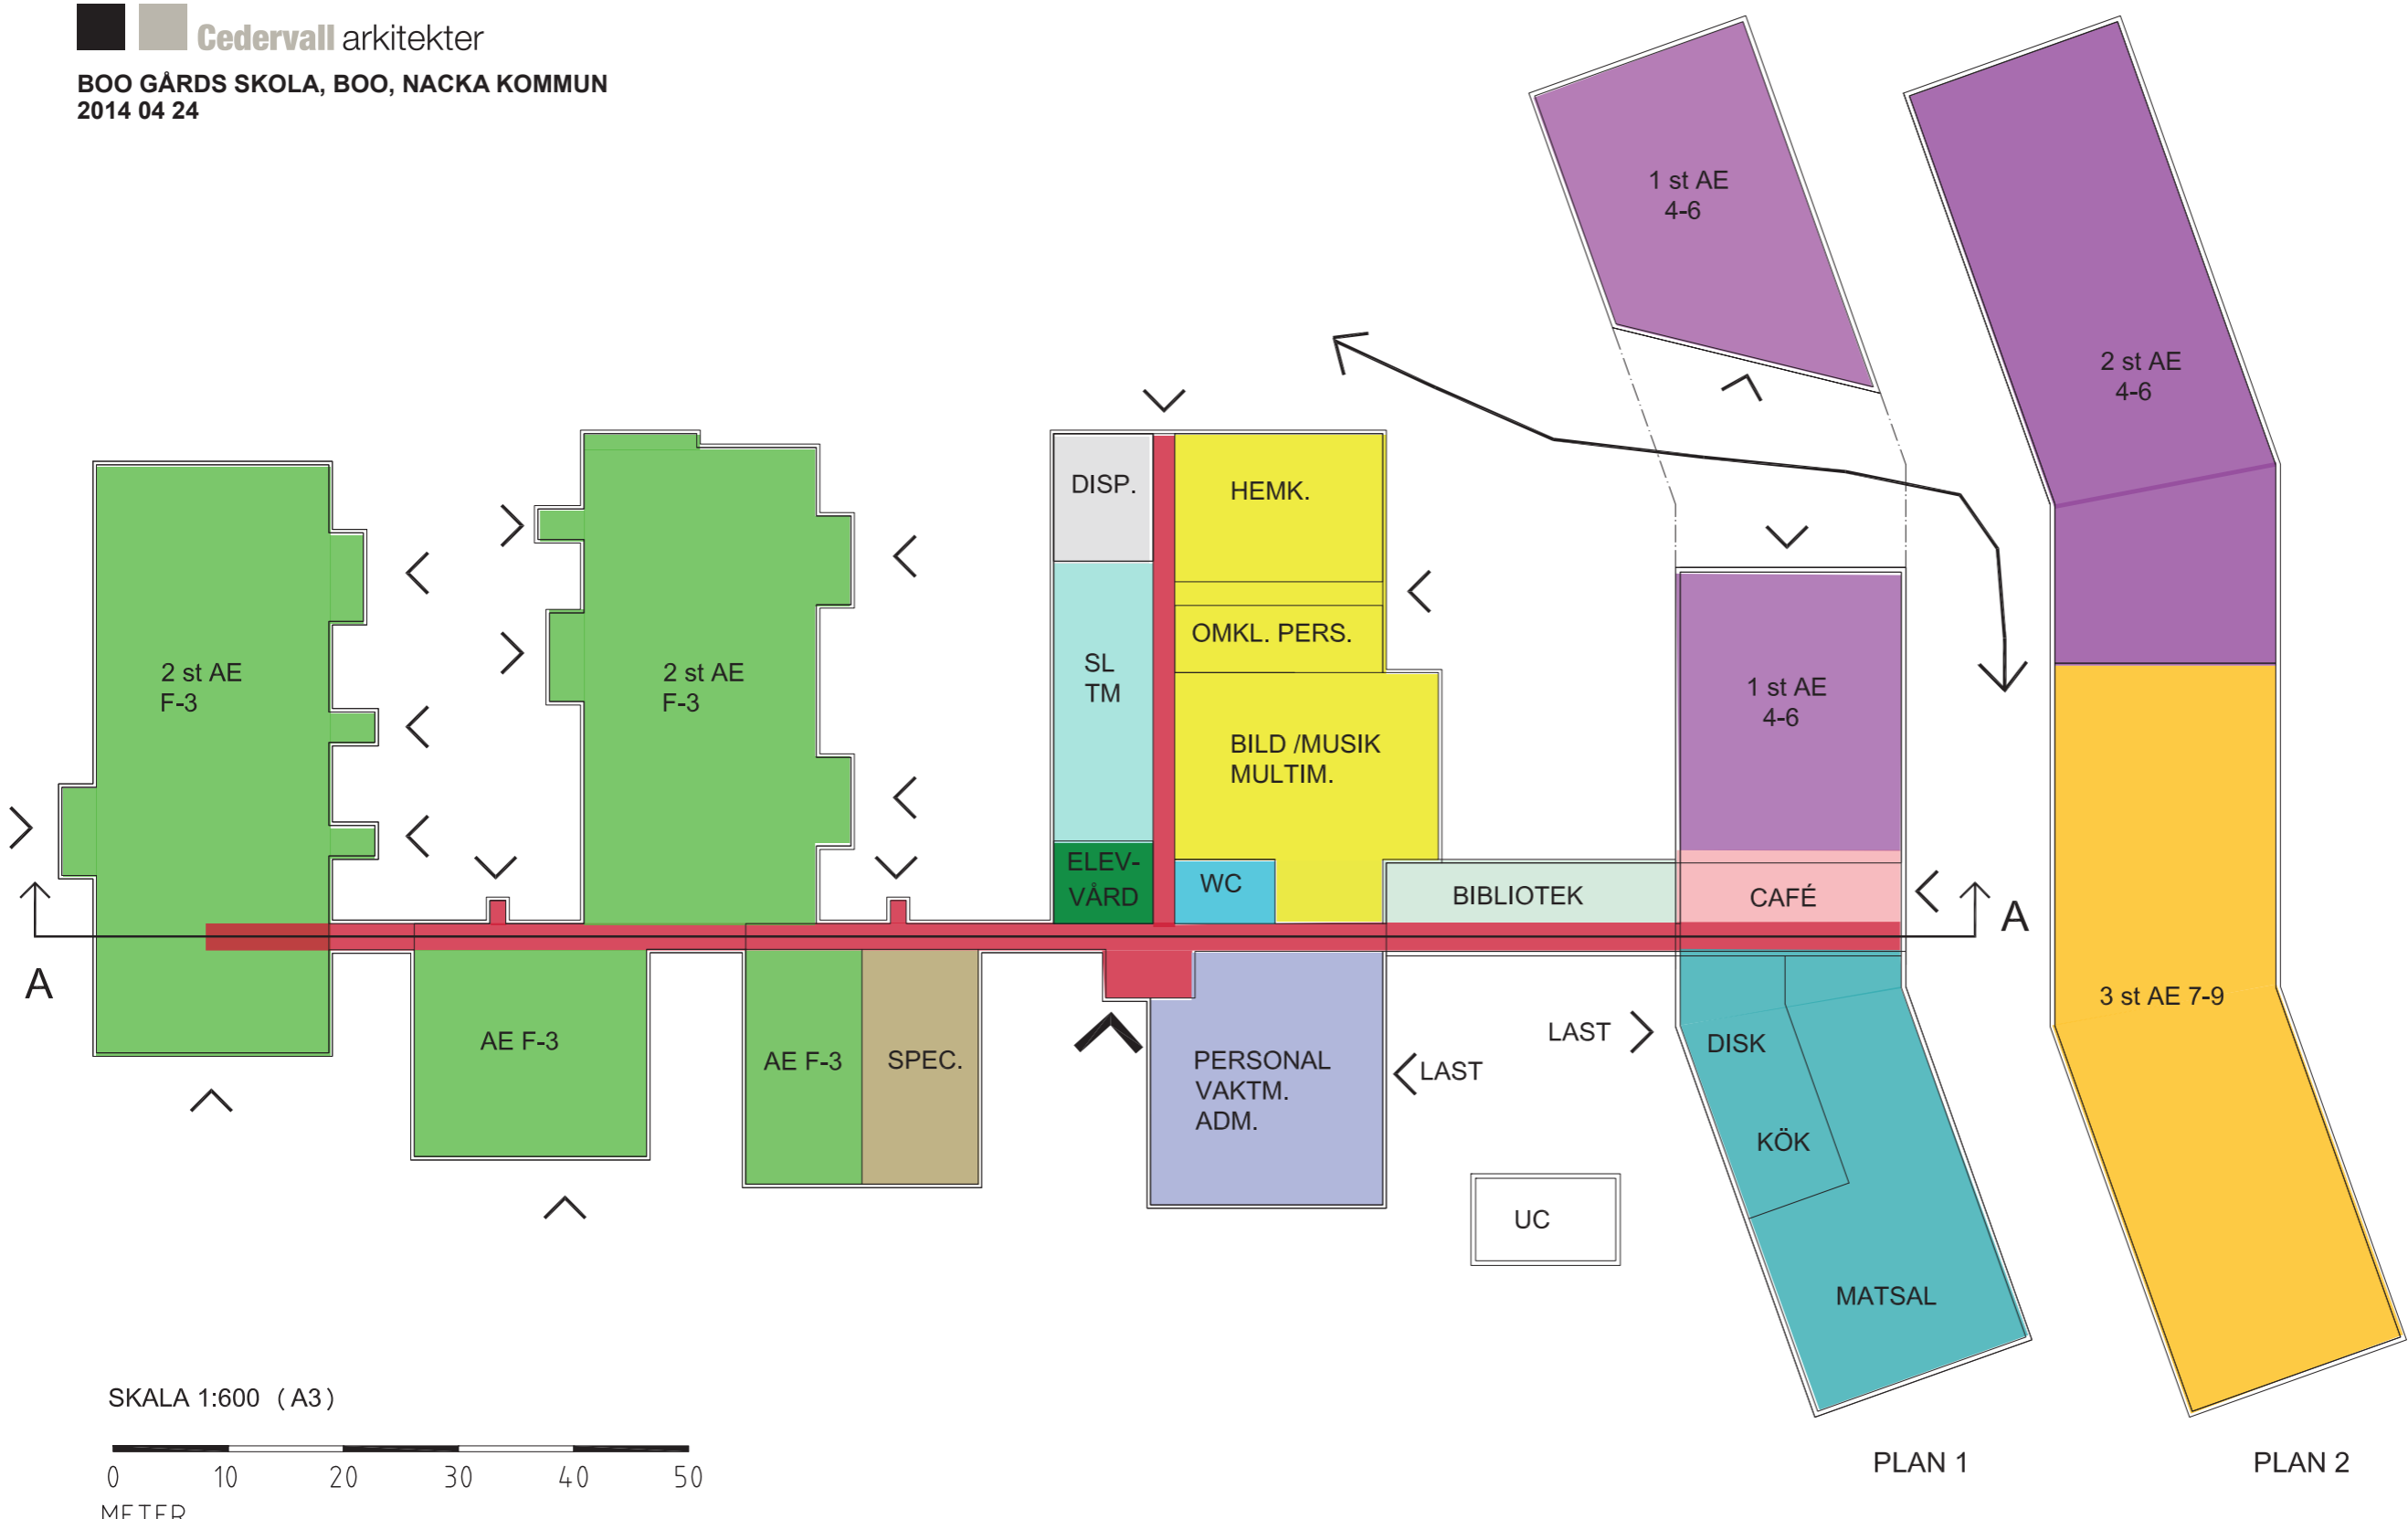 Cedervall arkitekter
BOO GÅRDS SKOLA, BOO, NACKA KOMMUN
2014 04 24
1 st AE
4-6
2 st AE
4-6
DISP.
HEMK.
OMKL. PERS.
SL
TM
2 st AE
F-3
2 st AE
F-3
1 st AE
4-6
BILD /MUSIK
MULTIM.
ELEV-
VÅRD
WC
BIBLIOTEK
CAFÉ
A
A
3 st AE 7-9
AE F-3
AE F-3
SPEC.
PERSONAL
VAKTM.
ADM.
LAST
LAST
DISK
KÖK
UC
MATSAL
SKALA 1:600 (A3)
0 10 20 30 40 50
METER
PLAN 1
PLAN 2